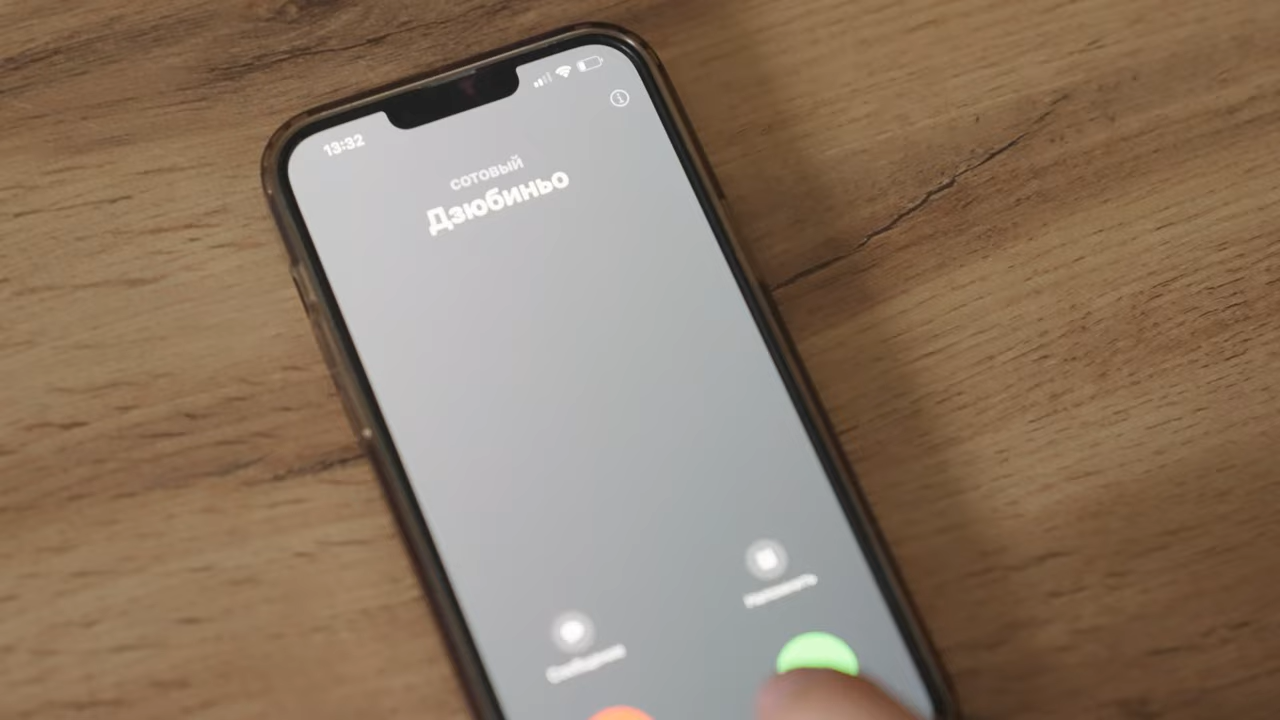 13:32
сотовый
Дзюбиньо
Сообщение
Напомнить